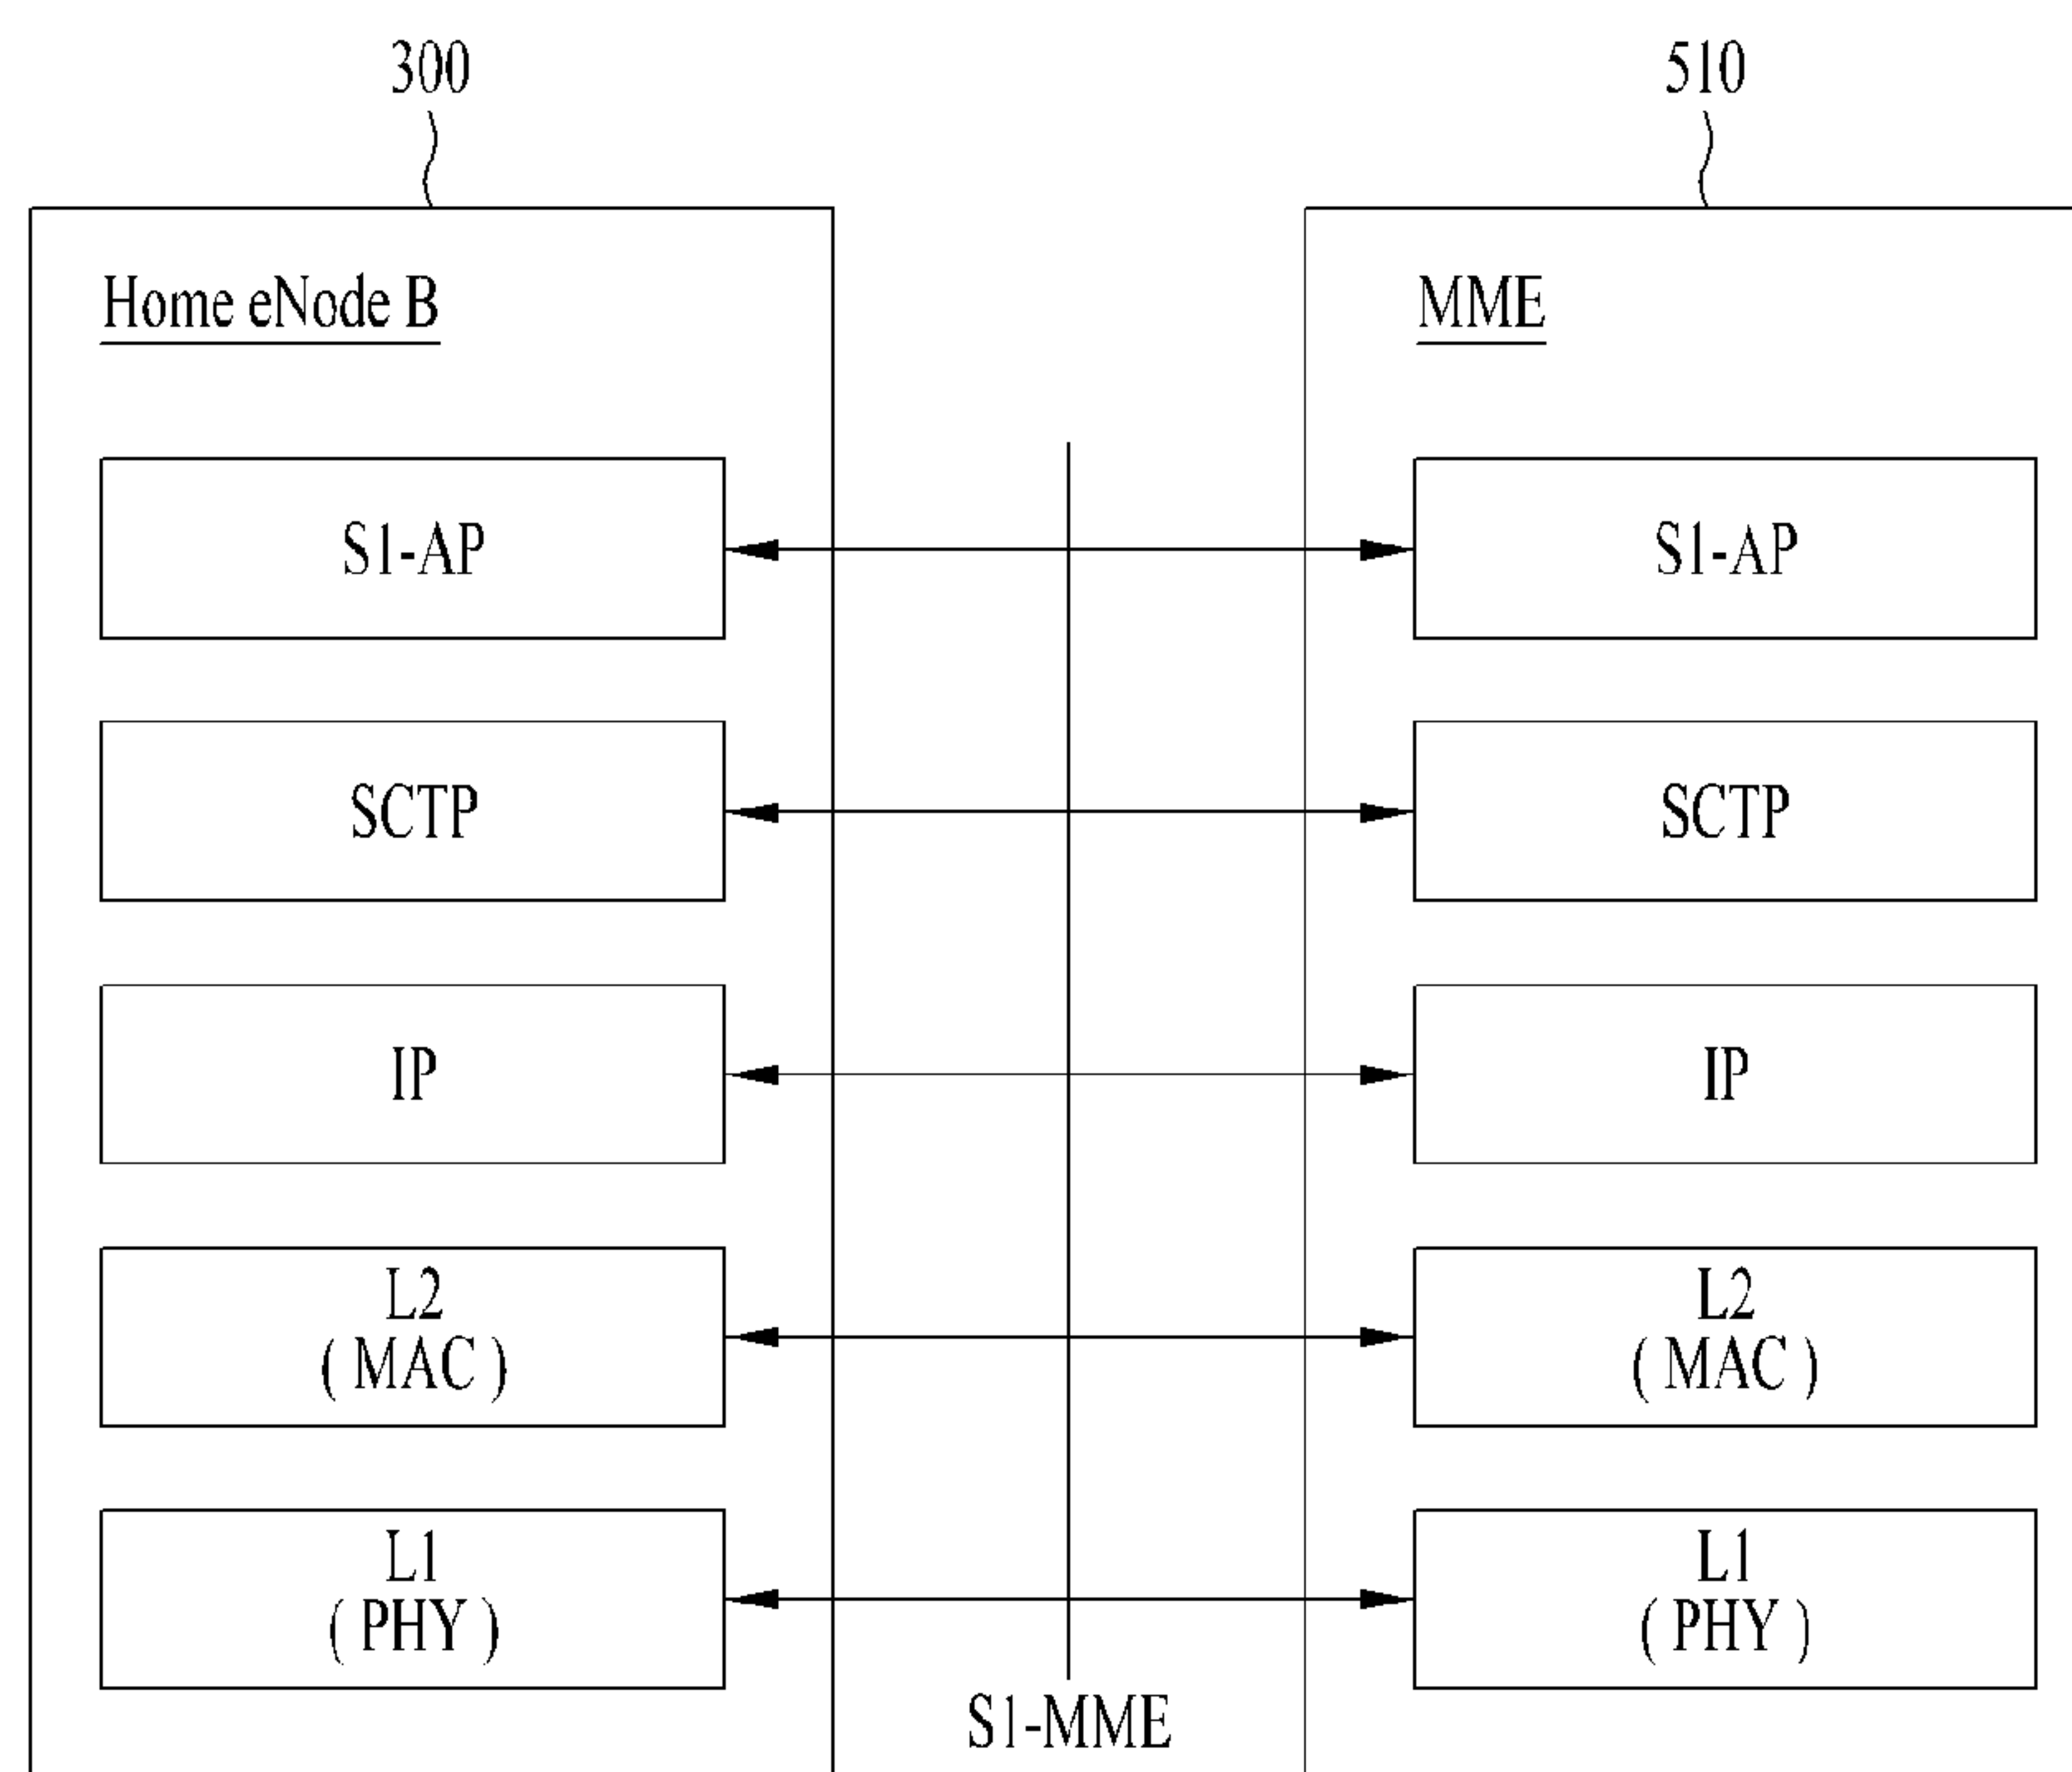 300
510
Home eNode B
MME
S1-AP
S1-AP
SCTP
SCTP
IP
IP
L2
( MAC )
L2
( MAC )
L1
( PHY )
L1
( PHY )
S1-MME